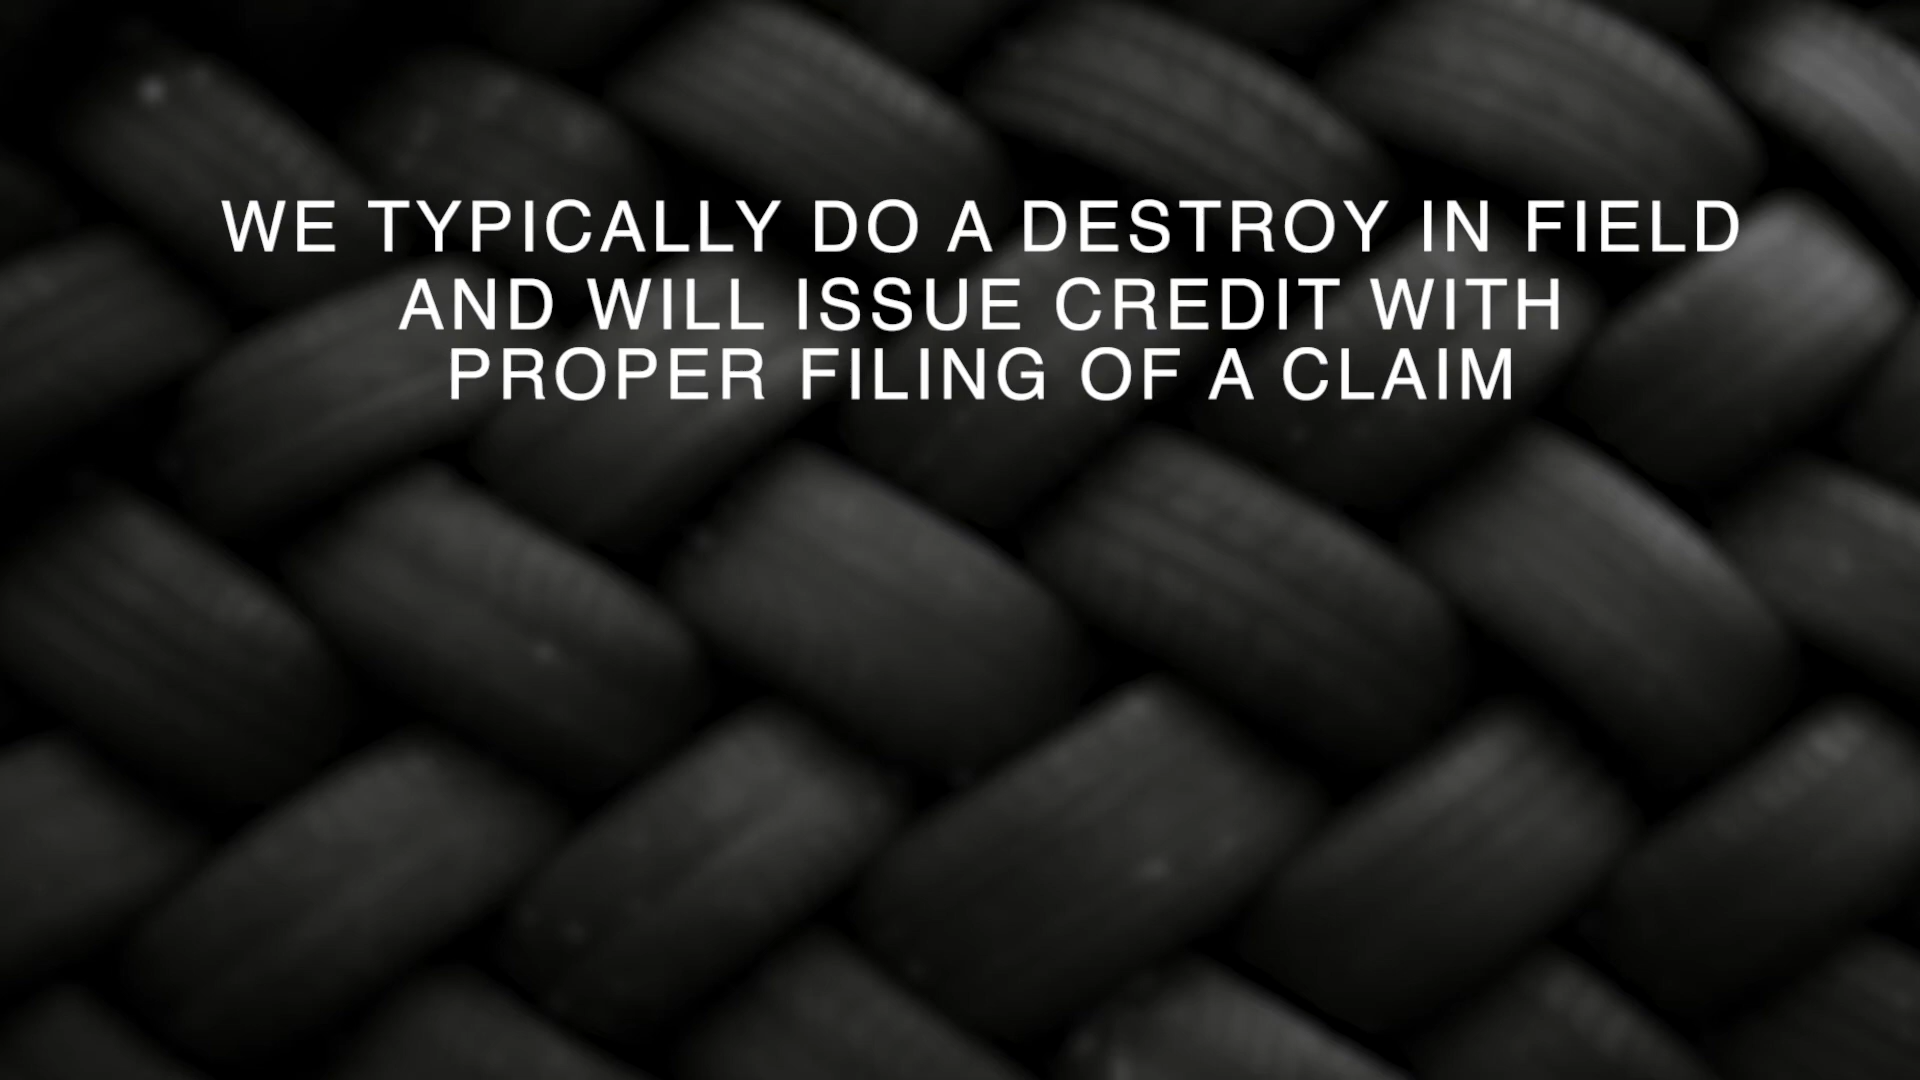 WE TYPICALLY DO A DESTROY IN FIELD
AND WILL ISSUE CREDIT WITH
PROPER FILING OF A CLAIM